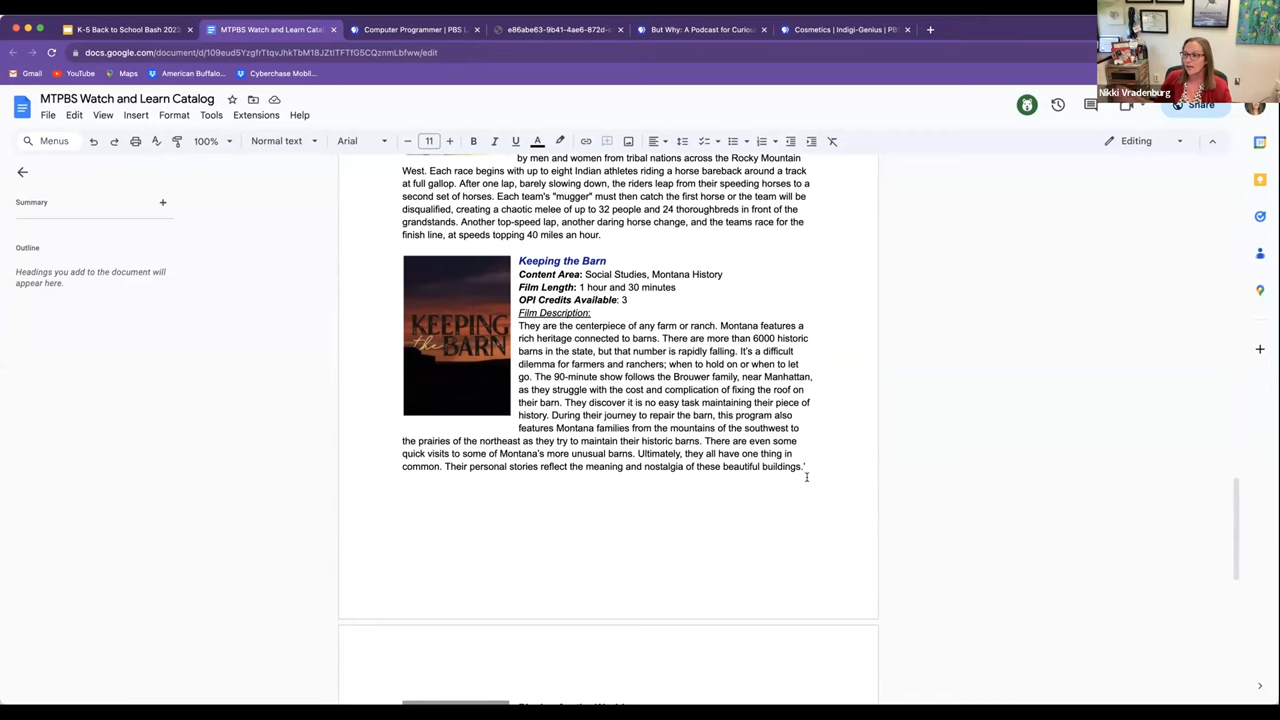 K-5 Back to School Bash 2023
MTPBS Watch and Learn Catalo
Computer Programmer | PBS L
e86abe63-9b41-4ae6-872d-c
But Why: A Podcast for Curiou
Cosmetics | Indigi-Genius | PB
docs.google.com/document/d/109eud5YzgfrTtqvJhkTbM18JZtITFTfG5CQznmLbfww/edit
Gmail
YouTube
Maps
American Buffalo...
Cyberchase Mobil...
Nikki Vradenburg
MTPBS Watch and Learn Catalog
File Edit View Insert Format Tools Extensions Help
Share
Menus
100%
Normal text
Arial
11
B I U A
Editing
Summary
Outline
Headings you add to the document will
appear here.
by men and women from tribal nations across the Rocky Mountain
West. Each race begins with up to eight Indian athletes riding a horse bareback around a track
at full gallop. After one lap, barely slowing down, the riders leap from their speeding horses to a
second set of horses. Each team's "mugger" must then catch the first horse or the team will be
disqualified, creating a chaotic melee of up to 32 people and 24 thoroughbreds in front of the
grandstands. Another top-speed lap, another daring horse change, and the teams race for the
finish line, at speeds topping 40 miles an hour.
KEEPING
the BARN
Keeping the Barn
Content Area: Social Studies, Montana History
Film Length: 1 hour and 30 minutes
OPI Credits Available: 3
Film Description:
They are the centerpiece of any farm or ranch. Montana features a
rich heritage connected to barns. There are more than 6000 historic
barns in the state, but that number is rapidly falling. It's a difficult
dilemma for farmers and ranchers; when to hold on or when to let
go. The 90-minute show follows the Brouwer family, near Manhattan,
as they struggle with the cost and complication of fixing the roof on
their barn. They discover it is no easy task maintaining their piece of
history. During their journey to repair the barn, this program also
features Montana families from the mountains of the southwest to
the prairies of the northeast as they try to maintain their historic barns. There are even some
quick visits to some of Montana's more unusual barns. Ultimately, they all have one thing in
common. Their personal stories reflect the meaning and nostalgia of these beautiful buildings.'